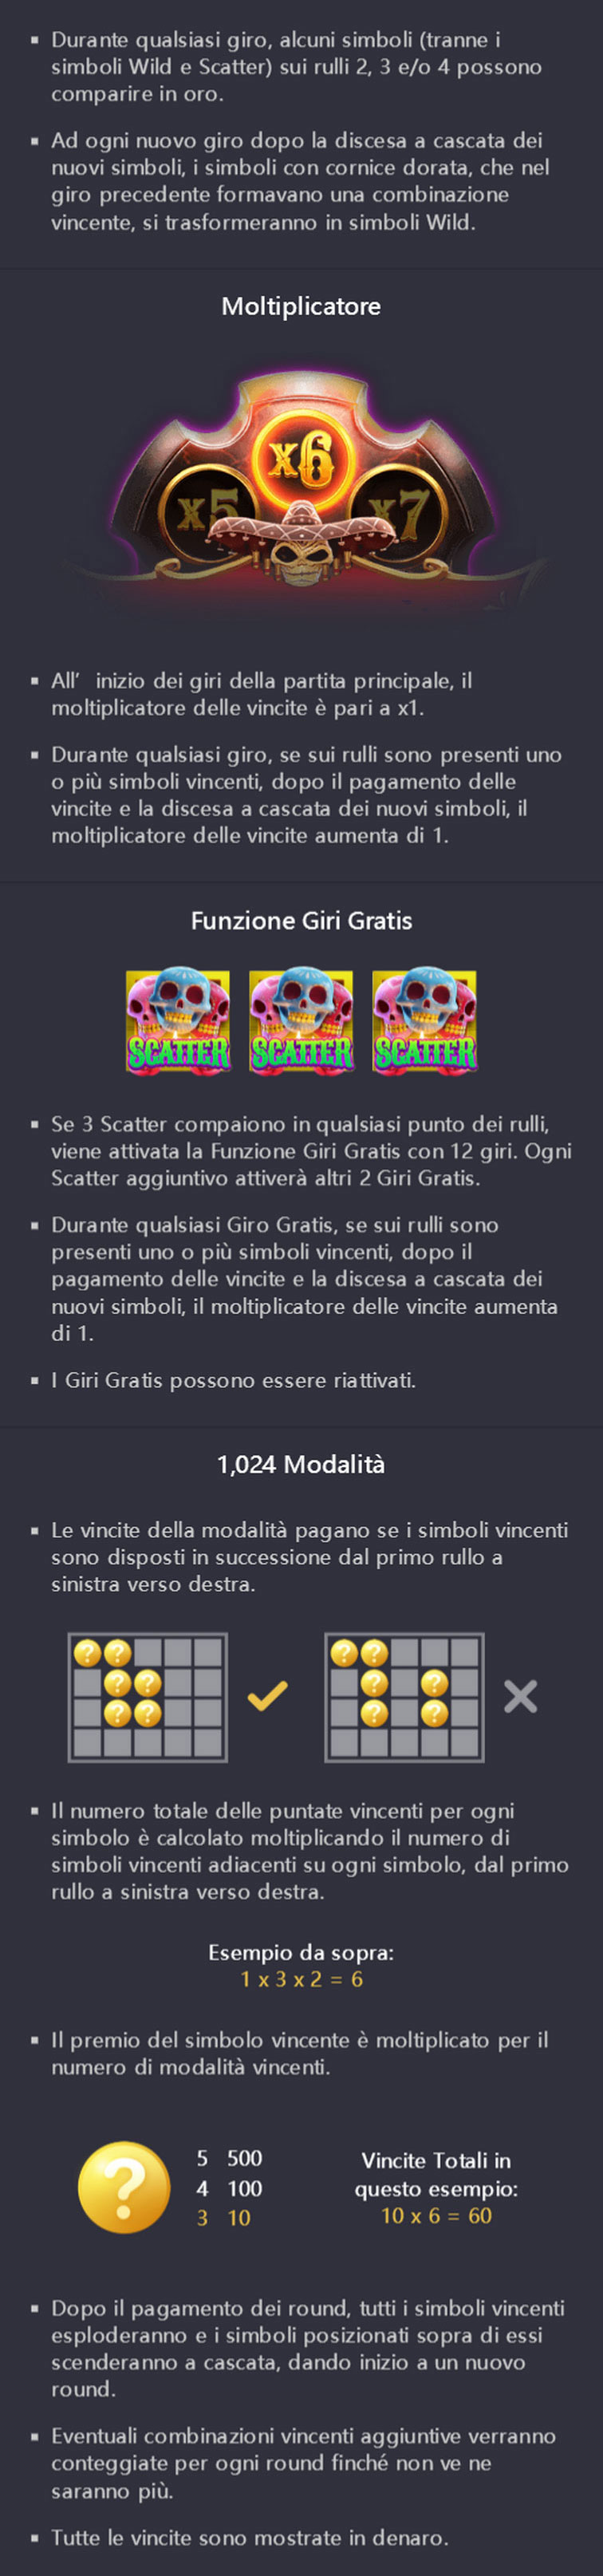 ▪ Durante qualsiasi giro, alcuni simboli (tranne i
simboli Wild e Scatter) sui rulli 2, 3 e/o 4 possono
comparire in oro.
▪ Ad ogni nuovo giro dopo la discesa a cascata dei
nuovi simboli, i simboli con cornice dorata, che nel
giro precedente formavano una combinazione
vincente, si trasformeranno in simboli Wild.
Moltiplicatore
x5 x6 x7
▪ All' inizio dei giri della partita principale, il
moltiplicatore delle vincite è pari a x1.
▪ Durante qualsiasi giro, se sui rulli sono presenti uno
o più simboli vincenti, dopo il pagamento delle
vincite e la discesa a cascata dei nuovi simboli, il
moltiplicatore delle vincite aumenta di 1.
Funzione Giri Gratis
SCATTER SCATTER SCATTER
▪ Se 3 Scatter compaiono in qualsiasi punto dei rulli,
viene attivata la Funzione Giri Gratis con 12 giri. Ogni
Scatter aggiuntivo attiverà altri 2 Giri Gratis.
▪ Durante qualsiasi Giro Gratis, se sui rulli sono
presenti uno o più simboli vincenti, dopo il
pagamento delle vincite e la discesa a cascata dei
nuovi simboli, il moltiplicatore delle vincite aumenta
di 1.
▪ I Giri Gratis possono essere riattivati.
1,024 Modalità
▪ Le vincite della modalità pagano se i simboli vincenti
sono disposti in successione dal primo rullo a
sinistra verso destra.
? ? ? ?
? ? ? ?
? ? ? ?
▪ Il numero totale delle puntate vincenti per ogni
simbolo è calcolato moltiplicando il numero di
simboli vincenti adiacenti su ogni simbolo, dal primo
rullo a sinistra verso destra.
Esempio da sopra:
1 x 3 x 2 = 6
▪ Il premio del simbolo vincente è moltiplicato per il
numero di modalità vincenti.
?
5 500
4 100
3 10
Vincite Totali in
questo esempio:
10 x 6 = 60
▪ Dopo il pagamento dei round, tutti i simboli vincenti
esploderanno e i simboli posizionati sopra di essi
scenderanno a cascata, dando inizio a un nuovo
round.
▪ Eventuali combinazioni vincenti aggiuntive verranno
conteggiate per ogni round finché non ve ne
saranno più.
▪ Tutte le vincite sono mostrate in denaro.